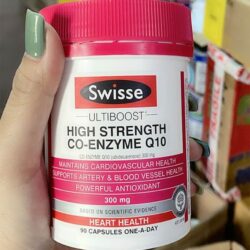 Swisse
ULTIBOOST
HIGH STRENGTH
CO-ENZYME Q10
MAINTAINS CARDIOVASCULAR HEALTH
SUPPORTS ARTERY & BLOOD VESSEL HEALTH
POWERFUL ANTIOXIDANT
300 mg
BASED ON SCIENTIFIC EVIDENCE
HEART HEALTH
90 CAPSULES ONE-A-DAY